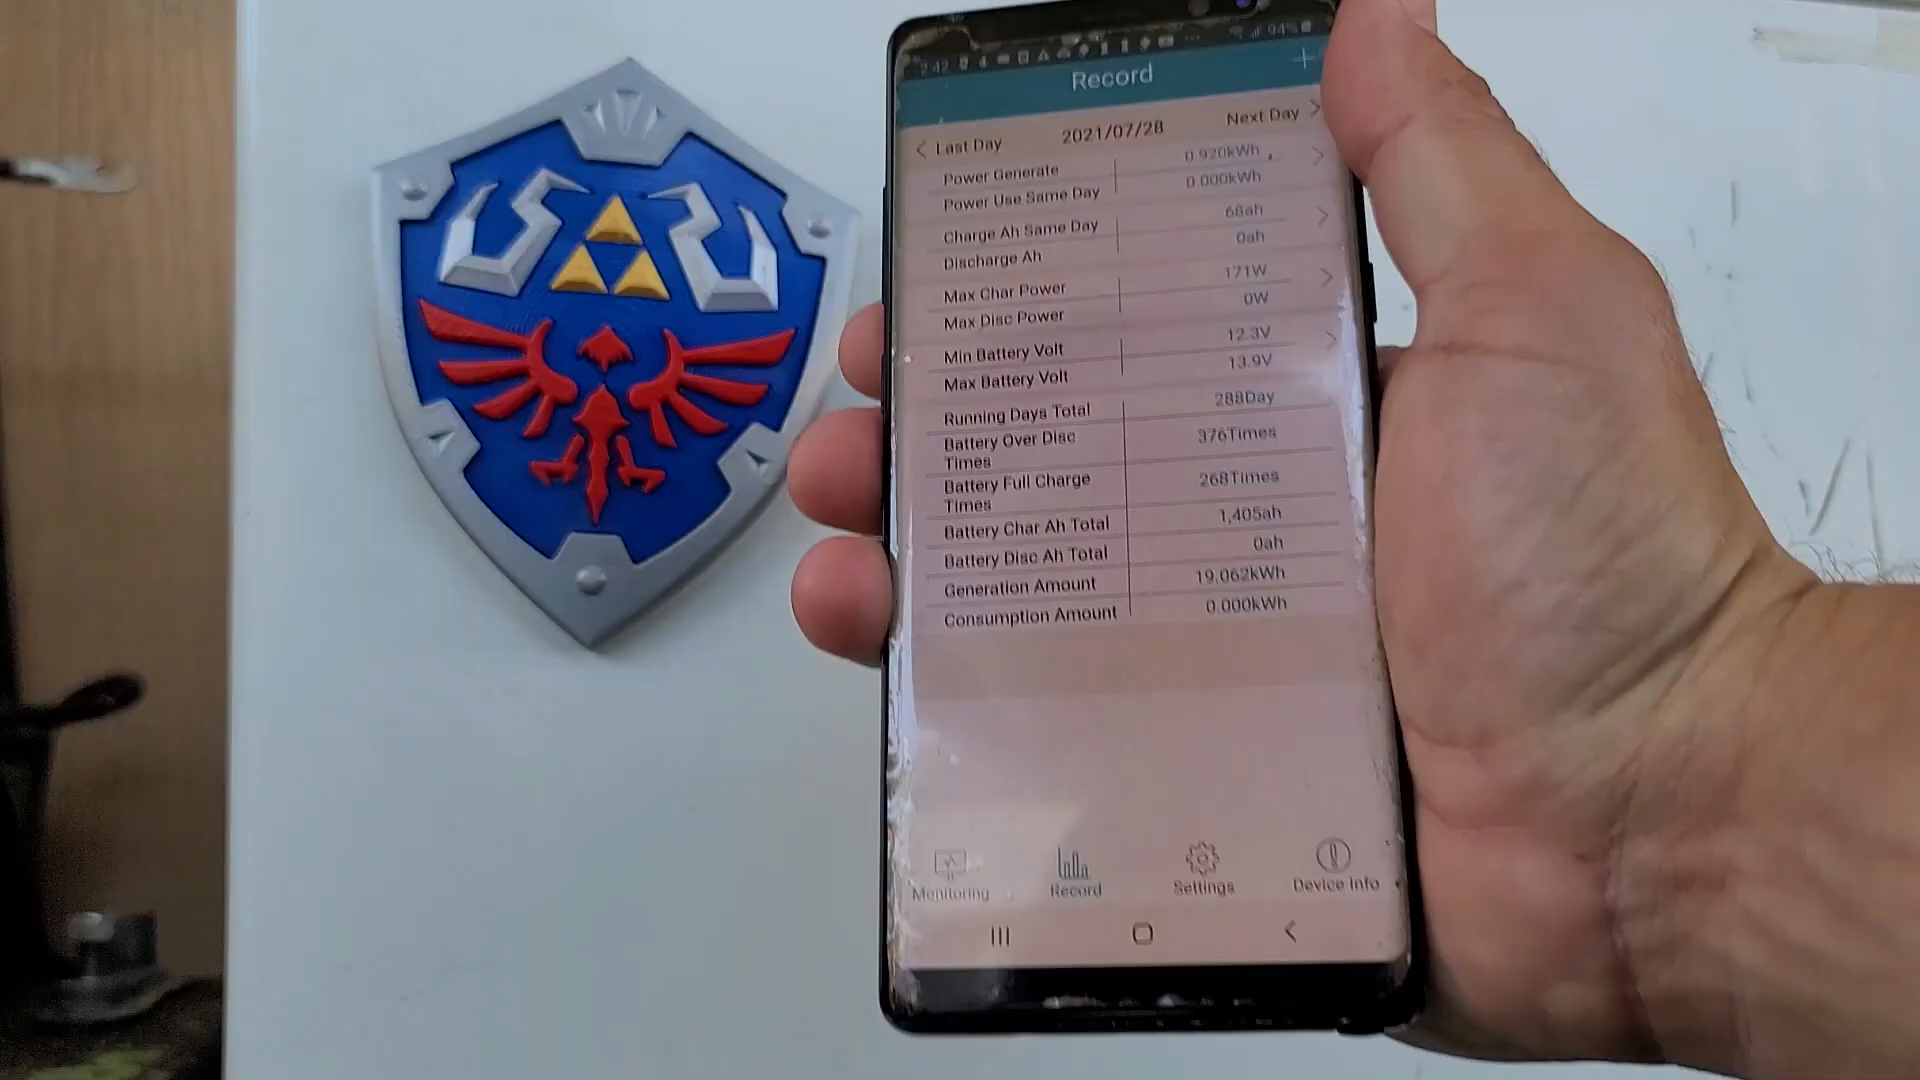 2:42 94%
Record
+
< Last Day 2021/07/28 Next Day >
Power Generate 0.920kWh
Power Use Same Day 0.000kWh
Charge Ah Same Day 68ah
Discharge Ah 0ah
Max Char Power 171W
Max Disc Power 0W
Min Battery Volt 12.3V
Max Battery Volt 13.9V
Running Days Total 288Day
Battery Over Disc
Times 376Times
Battery Full Charge
Times 268Times
Battery Char Ah Total 1,405ah
Battery Disc Ah Total 0ah
Generation Amount 19.062kWh
Consumption Amount 0.000kWh
Monitoring Record Settings Device Info